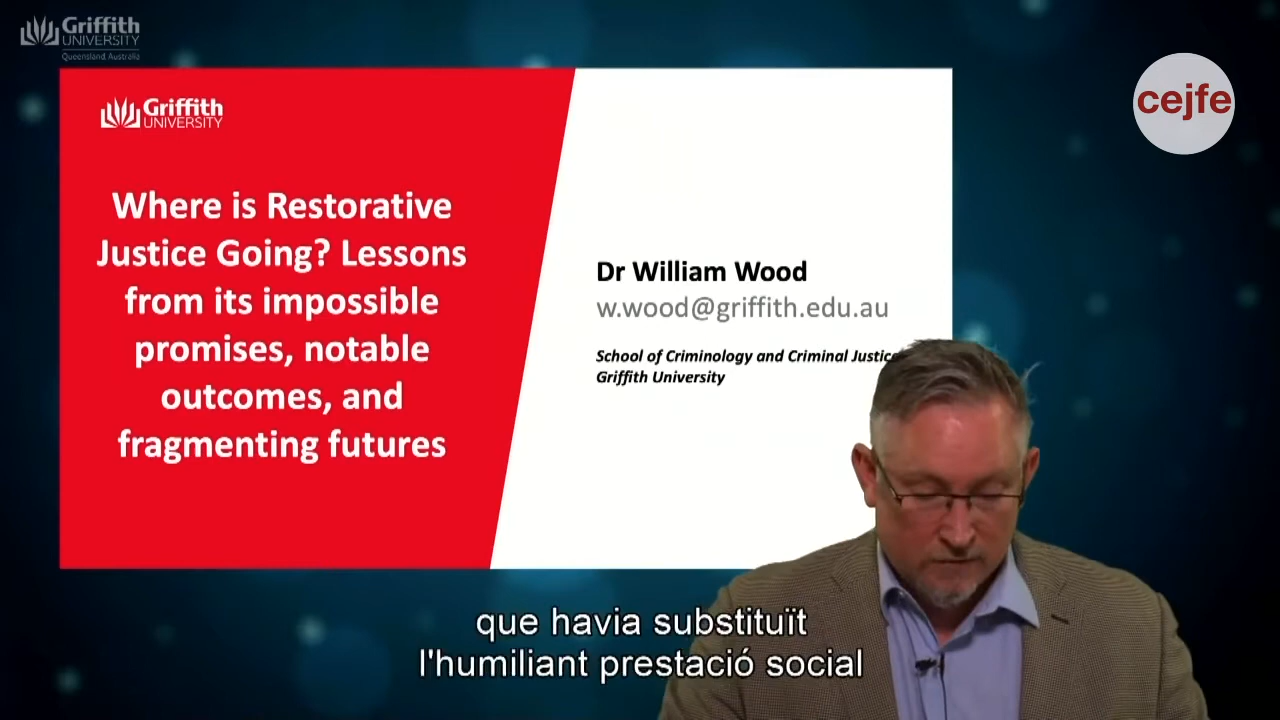 Griffith
UNIVERSITY
Queensland, Australia
cejfe
Griffith
UNIVERSITY
Where is Restorative
Justice Going? Lessons
from its impossible
promises, notable
outcomes, and
fragmenting futures
Dr William Wood
w.wood@griffith.edu.au
School of Criminology and Criminal Justice
Griffith University
que havia substituït
l'humiliant prestació social